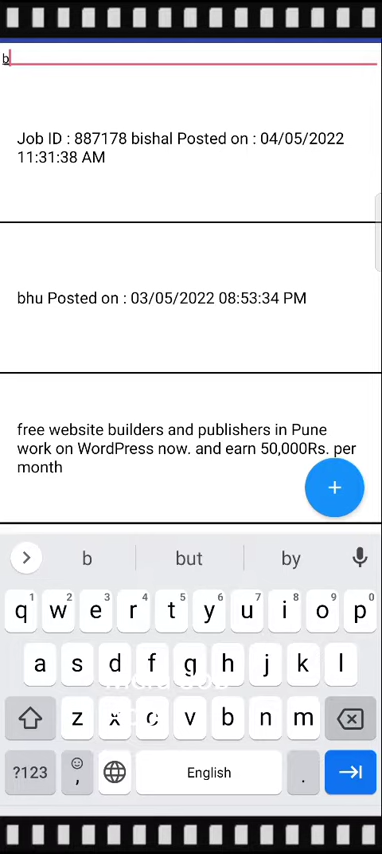 b
Job ID : 887178 bishal Posted on : 04/05/2022
11:31:38 AM
bhu Posted on : 03/05/2022 08:53:34 PM
free website builders and publishers in Pune
work on WordPress now. and earn 50,000Rs. per
month
+
b but by
1 2 3 4 5 6 7 8 9 0
q w e r t y u i o p
a s d f g h j k l
z x c v b n m
?123 , English .